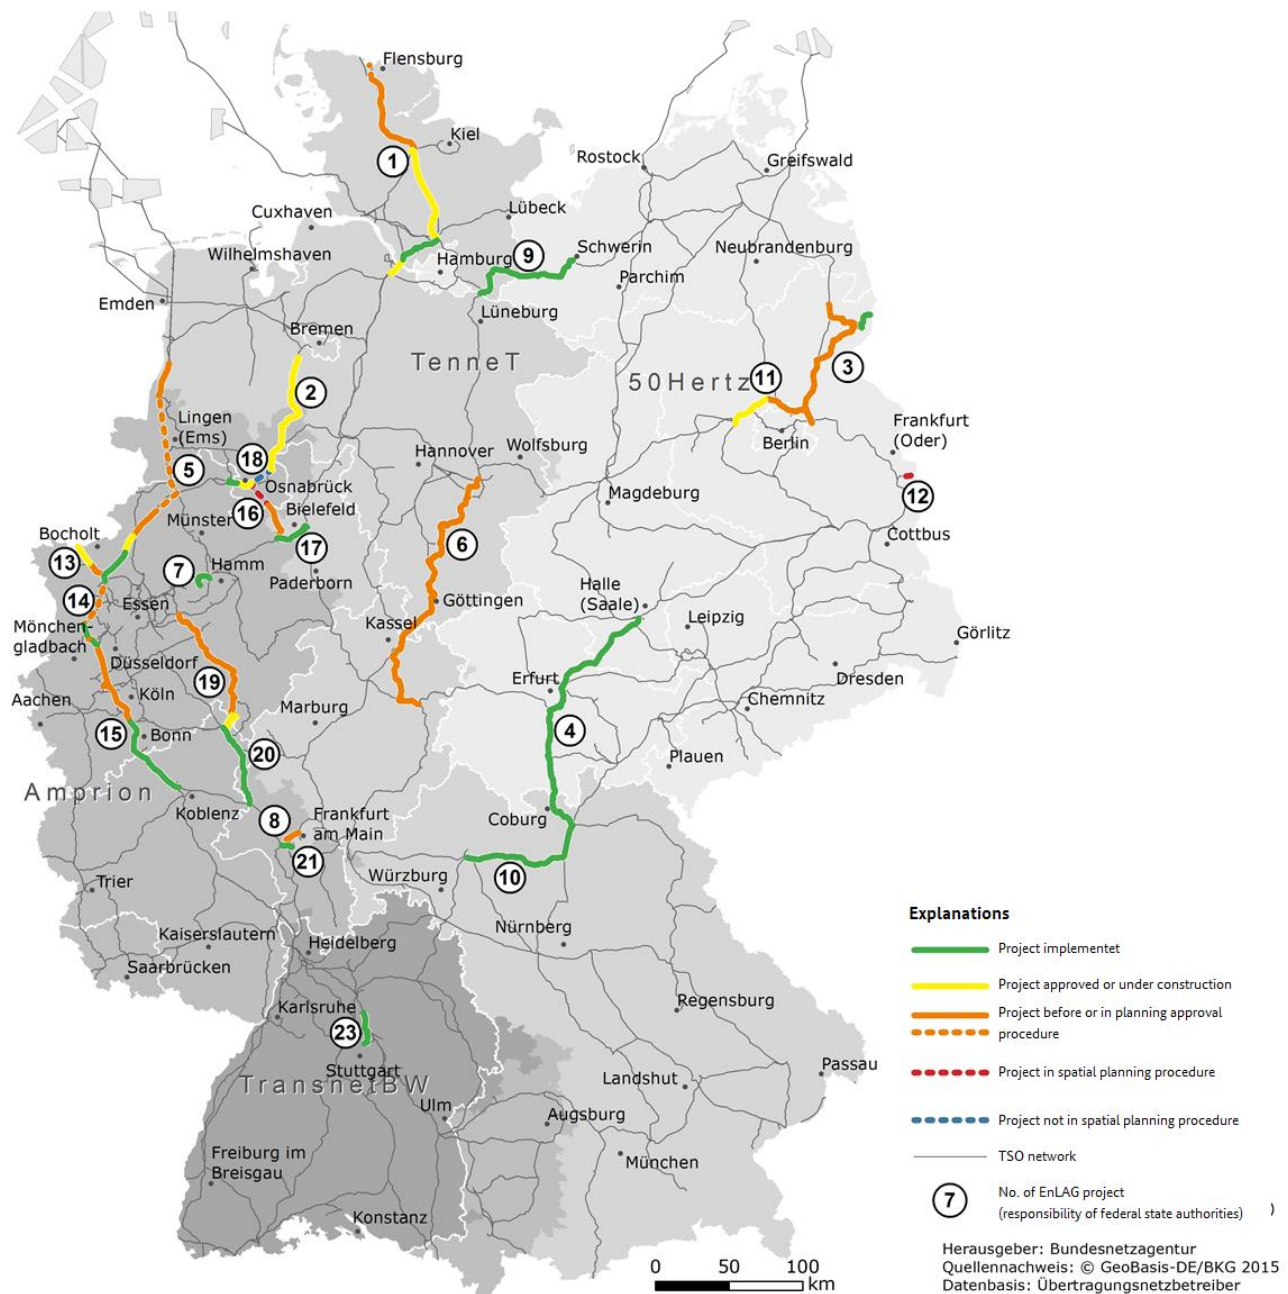 Flensburg
Kiel
1
Rostock
Greifswald
Cuxhaven
Lübeck
Wilhelmshaven
Hamburg
9
Schwerin
Neubrandenburg
Parchim
Emden
Lüneburg
Bremen
TenneT
3
50Hertz
11
2
Lingen
(Ems)
Berlin
Frankfurt
(Oder)
Hannover
Wolfsburg
18
5
Osnabrück
Magdeburg
12
16
Bielefeld
Münster
Bocholt
17
6
Cottbus
13
7
Hamm
Paderborn
Halle
(Saale)
14
Essen
Göttingen
Leipzig
Mönchen-
gladbach
Kassel
Görlitz
Düsseldorf
19
Erfurt
Dresden
Aachen
Köln
Marburg
Chemnitz
15
Bonn
4
20
Plauen
Amprion
Koblenz
8
Frankfurt
am Main
Coburg
21
10
Würzburg
Trier
Nürnberg
Kaiserslautern
Heidelberg
Saarbrücken
Karlsruhe
Regensburg
23
Stuttgart
TransnetBW
Passau
Landshut
Ulm
Augsburg
München
Freiburg im
Breisgau
Konstanz
Explanations
Project implementet
Project approved or under construction
Project before or in planning approval
procedure
Project in spatial planning procedure
Project not in spatial planning procedure
TSO network
7
No. of EnLAG project
(responsibility of federal state authorities)
)
0 50 100
km
Herausgeber: Bundesnetzagentur
Quellennachweis: © GeoBasis-DE/BKG 2015
Datenbasis: Übertragungsnetzbetreiber